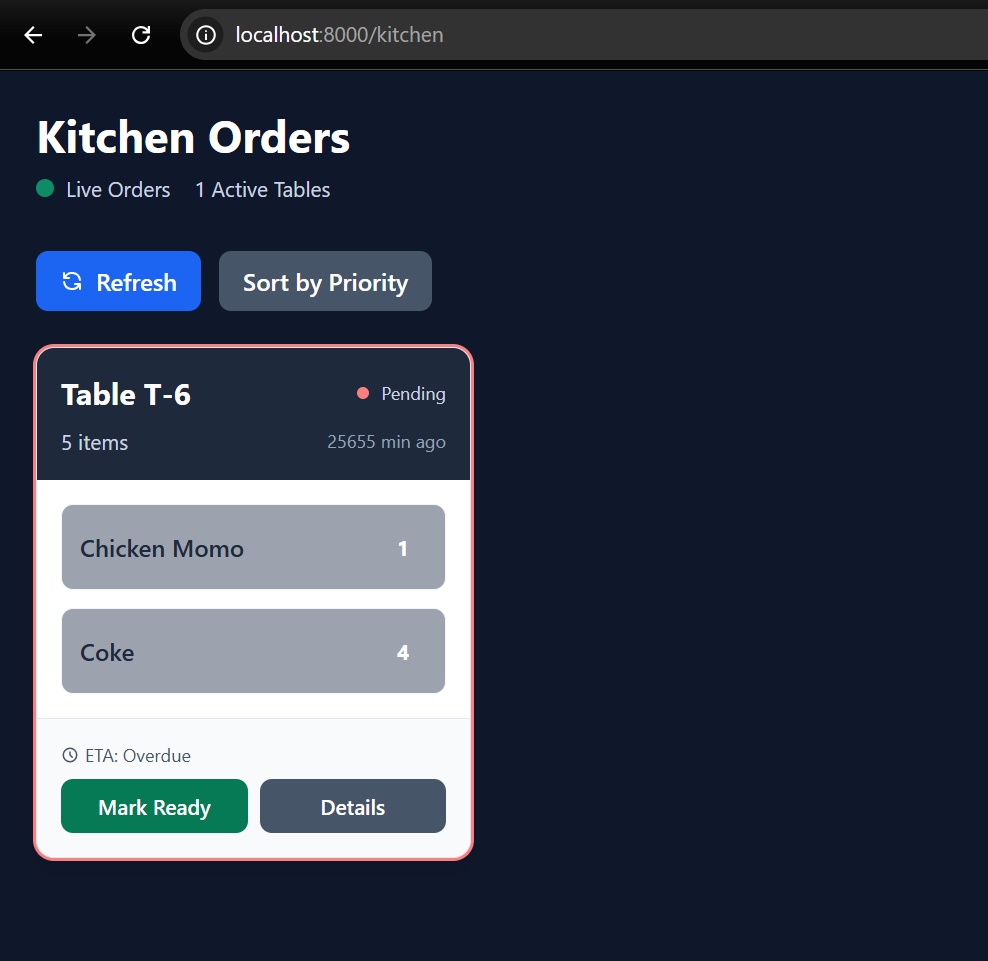 localhost:8000/kitchen
Kitchen Orders
Live Orders 1 Active Tables
Refresh Sort by Priority
Table T-6 Pending
5 items 25655 min ago
Chicken Momo 1
Coke 4
ETA: Overdue
Mark Ready Details